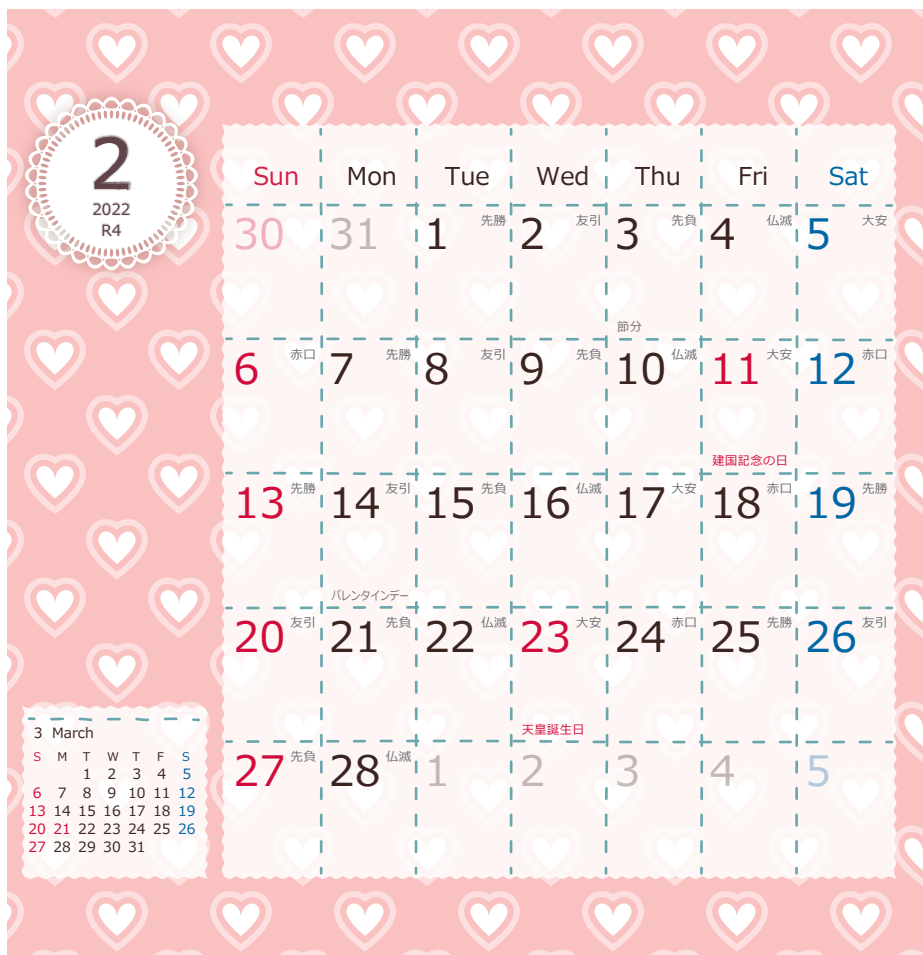 2
2022
R4
Sun Mon Tue Wed Thu Fri Sat
30 31 1 先勝 2 友引 3 先負 4 仏滅 5 大安
節分
6 赤口 7 先勝 8 友引 9 先負 10 仏滅 11 大安 12 赤口
建国記念の日
13 先勝 14 友引 15 先負 16 仏滅 17 大安 18 赤口 19 先勝
バレンタインデー
20 友引 21 先負 22 仏滅 23 大安 24 赤口 25 先勝 26 友引
天皇誕生日
27 先負 28 仏滅 1 2 3 4 5
3 March
S M T W T F S
1 2 3 4 5
6 7 8 9 10 11 12
13 14 15 16 17 18 19
20 21 22 23 24 25 26
27 28 29 30 31